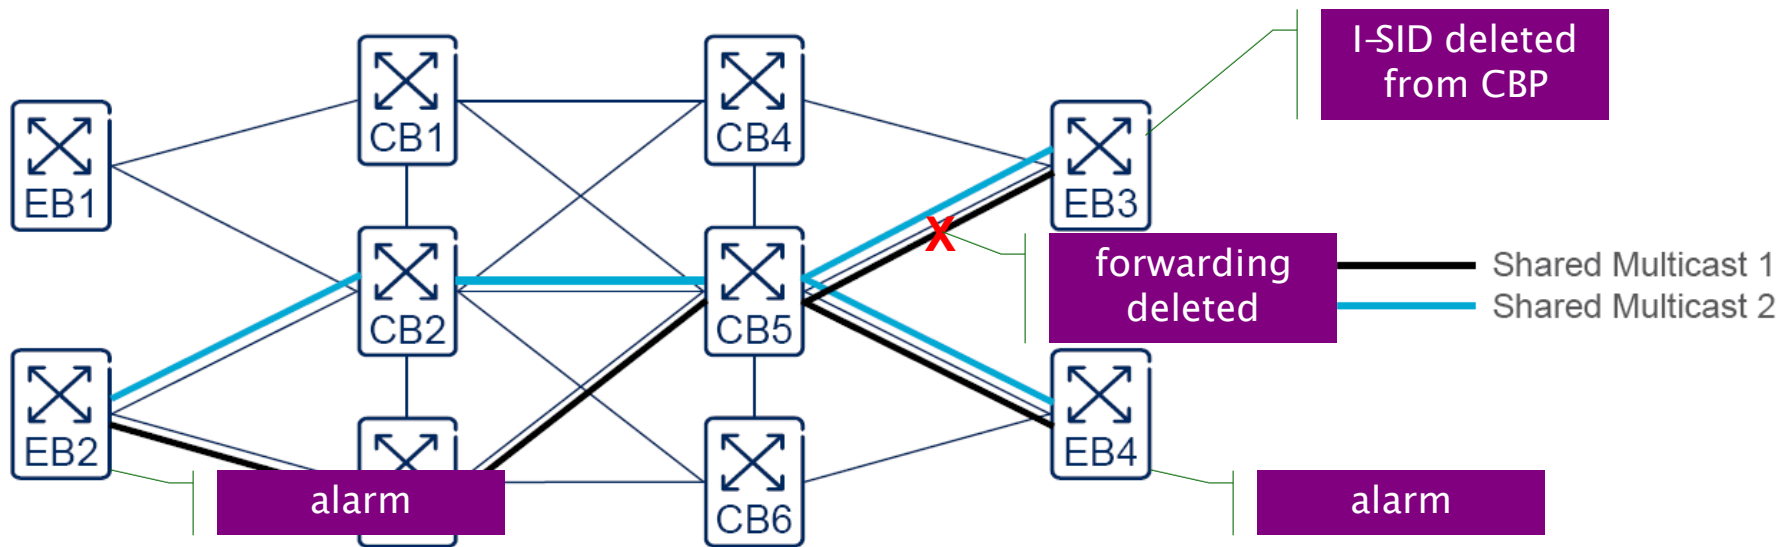 I-SID deleted
from CBP
CB1
CB4
EB1
EB3
forwarding
deleted
Shared Multicast 1
Shared Multicast 2
CB2
CB5
EB2
EB4
alarm
alarm
CB6